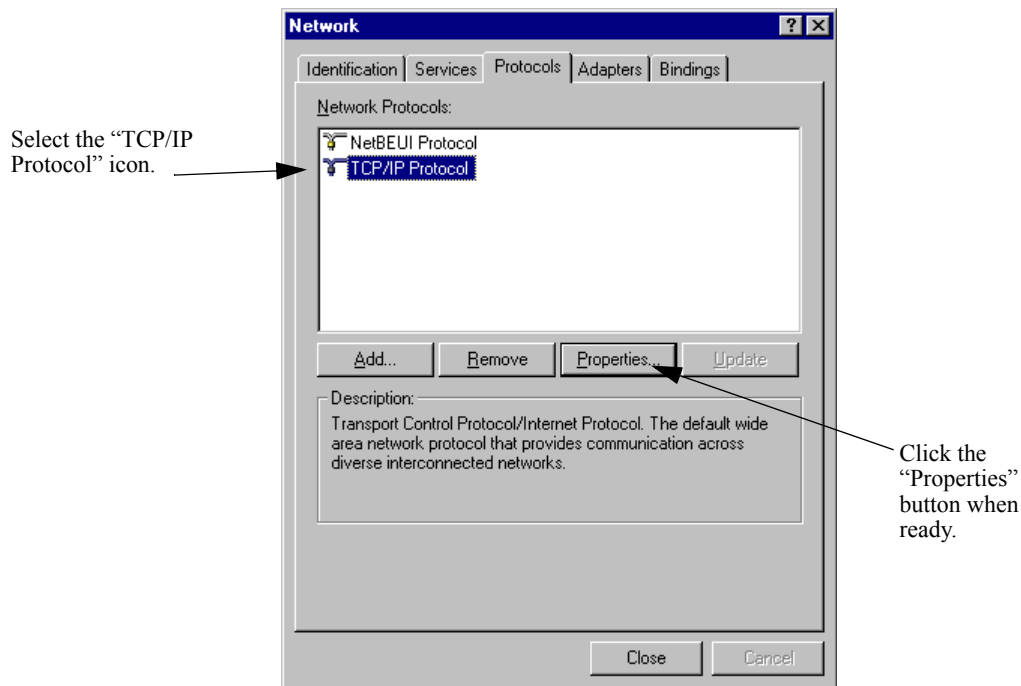 Network
Identification Services Protocols Adapters Bindings
Network Protocols:
Select the “TCP/IP
Protocol” icon.
NetBEUI Protocol
TCP/IP Protocol
Add... Remove Properties... Update
Description:
Transport Control Protocol/Internet Protocol. The default wide
area network protocol that provides communication across
diverse interconnected networks.
Click the
“Properties”
button when
ready.
Close Cancel